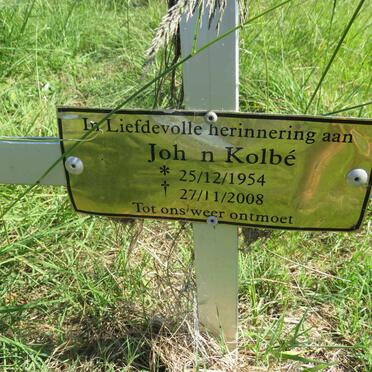 In Liefdevolle herinnering aan
Joh n Kolbé
* 25/12/1954
† 27/11/2008
Tot ons weer ontmoet